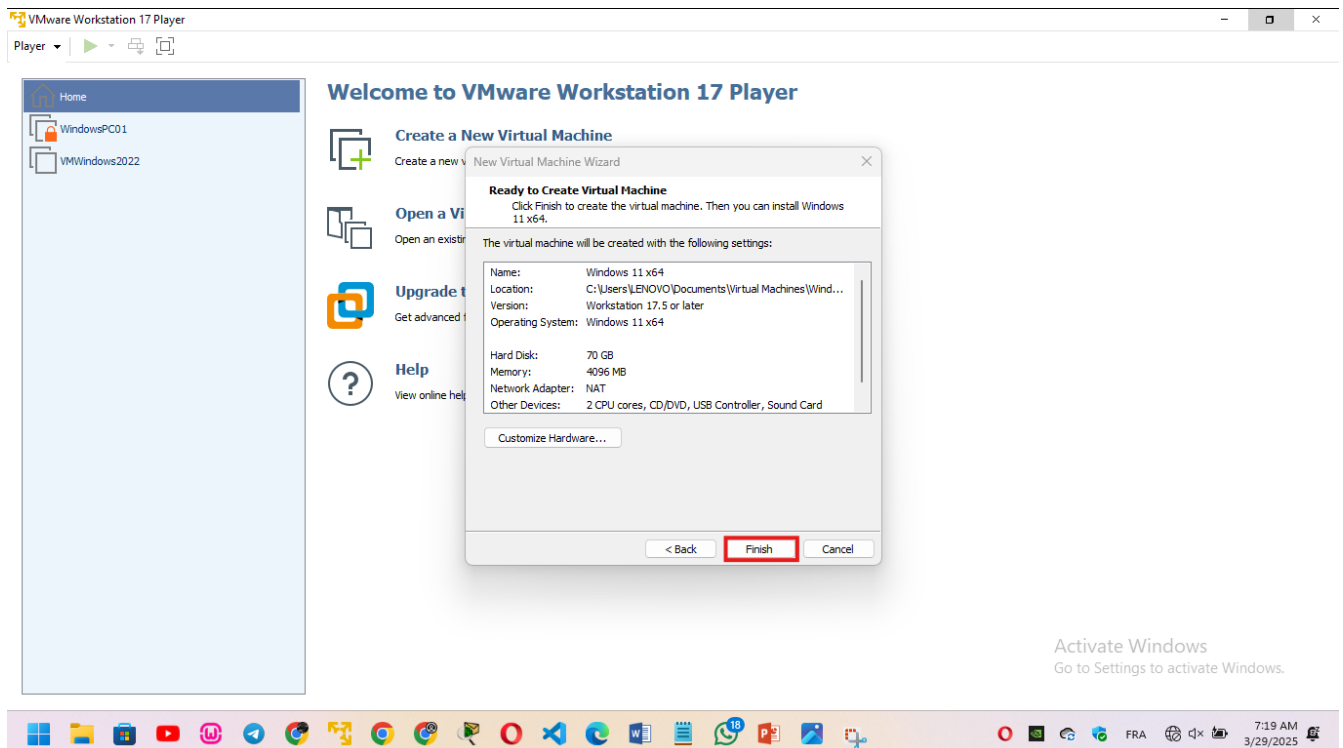 VMware Workstation 17 Player
Player
Home
WindowsPC01
VMWindows2022
Welcome to VMware Workstation 17 Player
Create a New Virtual Machine
Create a new v
Open a Vi
Open an existin
Upgrade t
Get advanced f
Help
View online help
New Virtual Machine Wizard
Ready to Create Virtual Machine
Click Finish to create the virtual machine. Then you can install Windows
11 x64.
The virtual machine will be created with the following settings:
Name: Windows 11 x64
Location: C:\Users\LENOVO\Documents\Virtual Machines\Wind...
Version: Workstation 17.5 or later
Operating System: Windows 11 x64
Hard Disk: 70 GB
Memory: 4096 MB
Network Adapter: NAT
Other Devices: 2 CPU cores, CD/DVD, USB Controller, Sound Card
Customize Hardware...
< Back Finish Cancel
Activate Windows
Go to Settings to activate Windows.
18
FRA
7:19 AM
3/29/2025